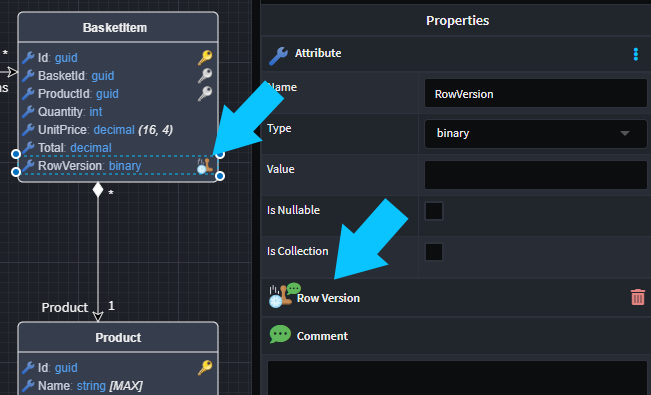 BasketItem
Id: guid
BasketId: guid
ProductId: guid
Quantity: int
UnitPrice: decimal (16, 4)
Total: decimal
RowVersion: binary
*
*
Product
1
Product
Id: guid
Name: string [MAX]
Properties
Attribute
Name
RowVersion
Type
binary
Value
Is Nullable
Is Collection
Row Version
Comment